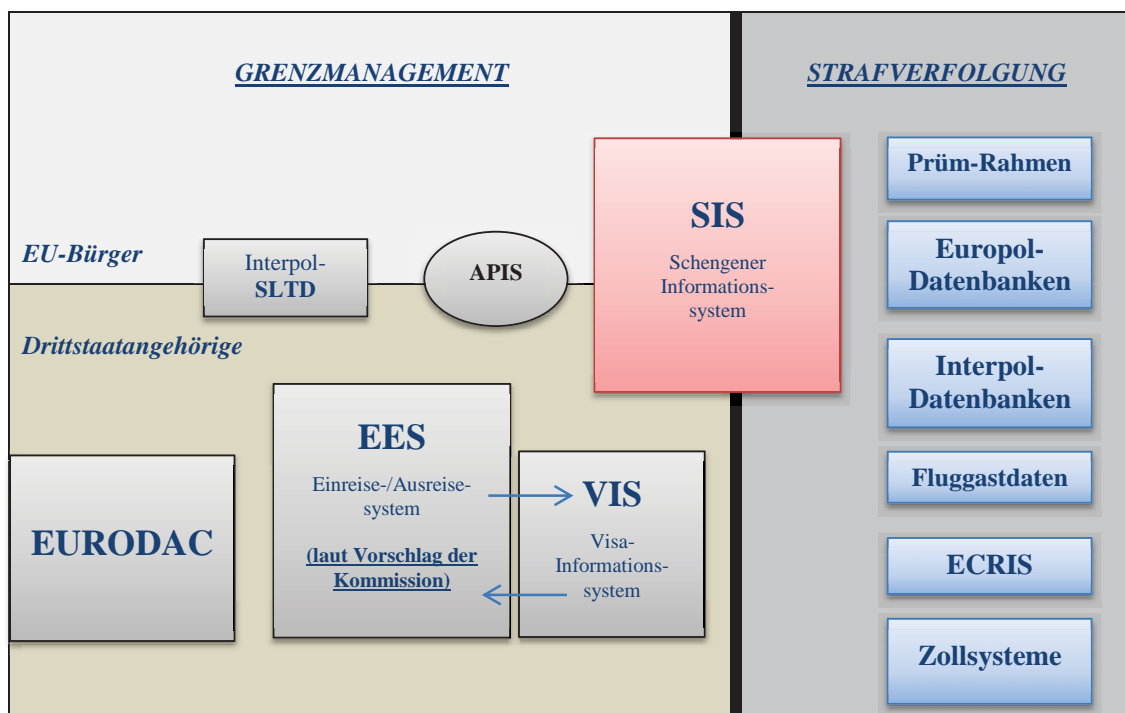 GRENZMANAGEMENT
STRAFVERFOLGUNG
EU-Bürger
Interpol-
SLTD
APIS
SIS
Schengener
Informations-
system
Drittstaatangehörige
EURODAC
EES
Einreise-/Ausreise-
system
(laut Vorschlag der
Kommission)
VIS
Visa-
Informations-
system
Prüm-Rahmen
Europol-
Datenbanken
Interpol-
Datenbanken
Fluggastdaten
ECRIS
Zollsysteme